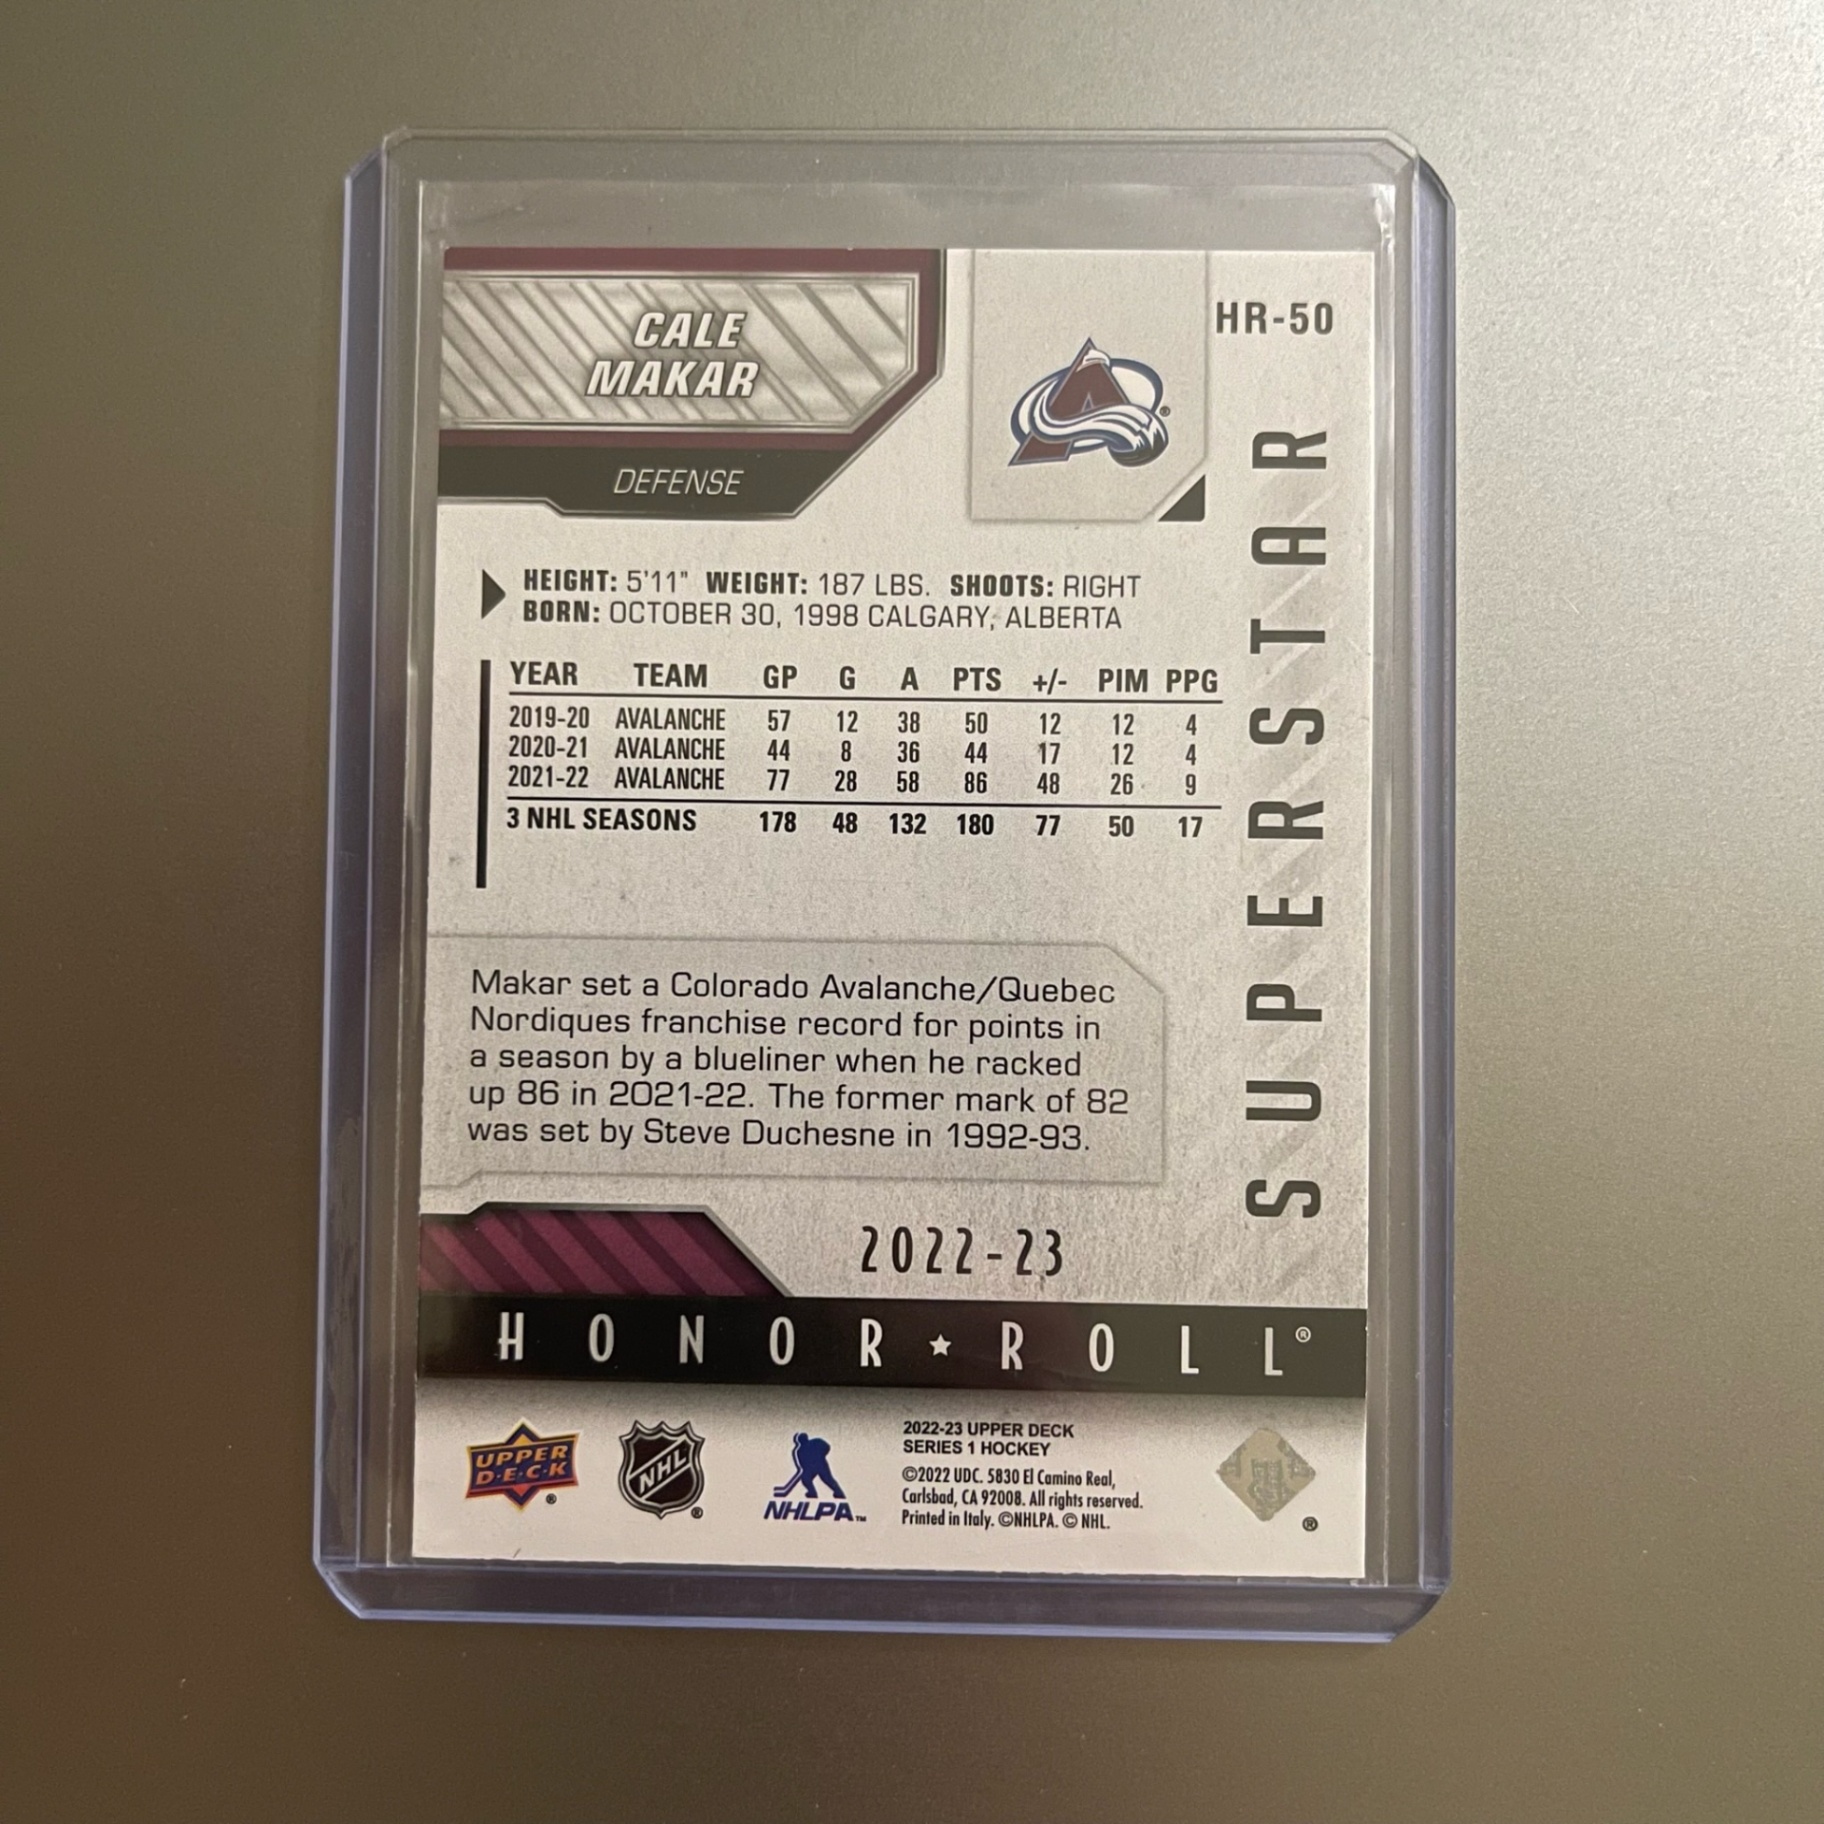 CALE
MAKAR
DEFENSE
HR-50
SUPERSTAR
HEIGHT: 5'11" WEIGHT: 187 LBS. SHOOTS: RIGHT
BORN: OCTOBER 30, 1998 CALGARY, ALBERTA
YEAR TEAM GP G A PTS +/- PIM PPG
2019-20 AVALANCHE 57 12 38 50 12 12 4
2020-21 AVALANCHE 44 8 36 44 17 12 4
2021-22 AVALANCHE 77 28 58 86 48 26 9
3 NHL SEASONS 178 48 132 180 77 50 17
Makar set a Colorado Avalanche/Quebec
Nordiques franchise record for points in
a season by a blueliner when he racked
up 86 in 2021-22. The former mark of 82
was set by Steve Duchesne in 1992-93.
2022-23
HONOR★ROLL®
UPPER
D·E·C·K®
NHL®
NHLPA™
2022-23 UPPER DECK
SERIES 1 HOCKEY
©2022 UDC. 5830 El Camino Real,
Carlsbad, CA 92008. All rights reserved.
Printed in Italy. ©NHLPA. © NHL.
®